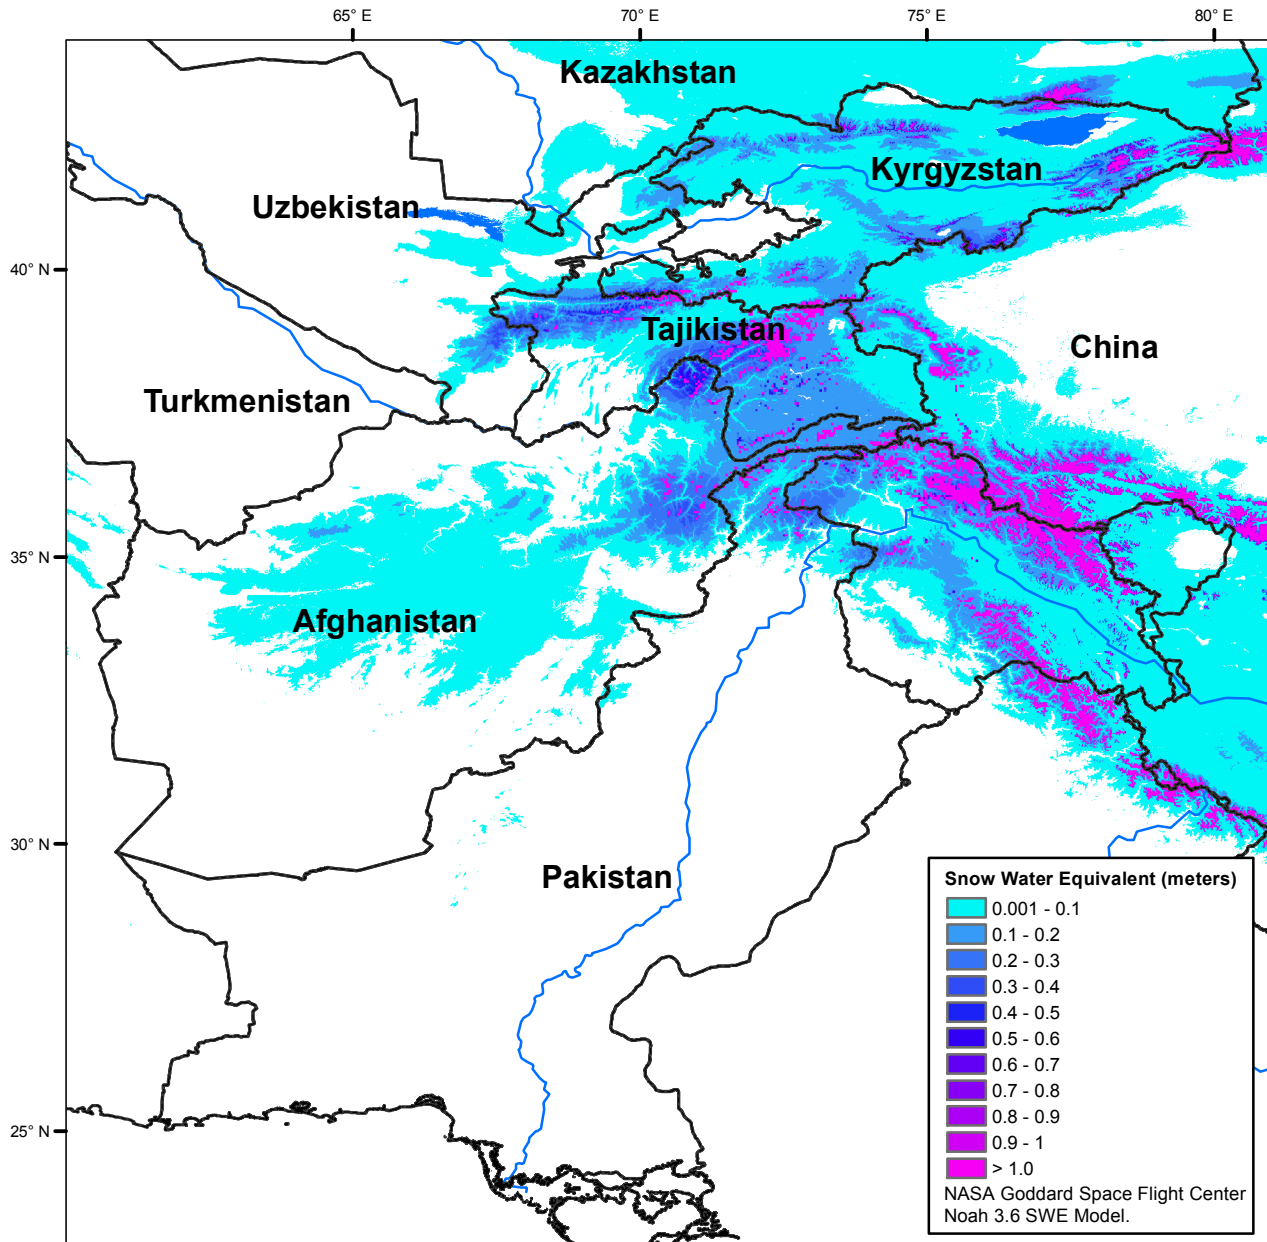 65° E
70° E
75° E
80° E
Kazakhstan
Kyrgyzstan
Uzbekistan
40° N
Tajikistan
China
Turkmenistan
35° N
Afghanistan
30° N
Pakistan
25° N
Snow Water Equivalent (meters)
0.001 - 0.1
0.1 - 0.2
0.2 - 0.3
0.3 - 0.4
0.4 - 0.5
0.5 - 0.6
0.6 - 0.7
0.7 - 0.8
0.8 - 0.9
0.9 - 1
> 1.0
NASA Goddard Space Flight Center
Noah 3.6 SWE Model.